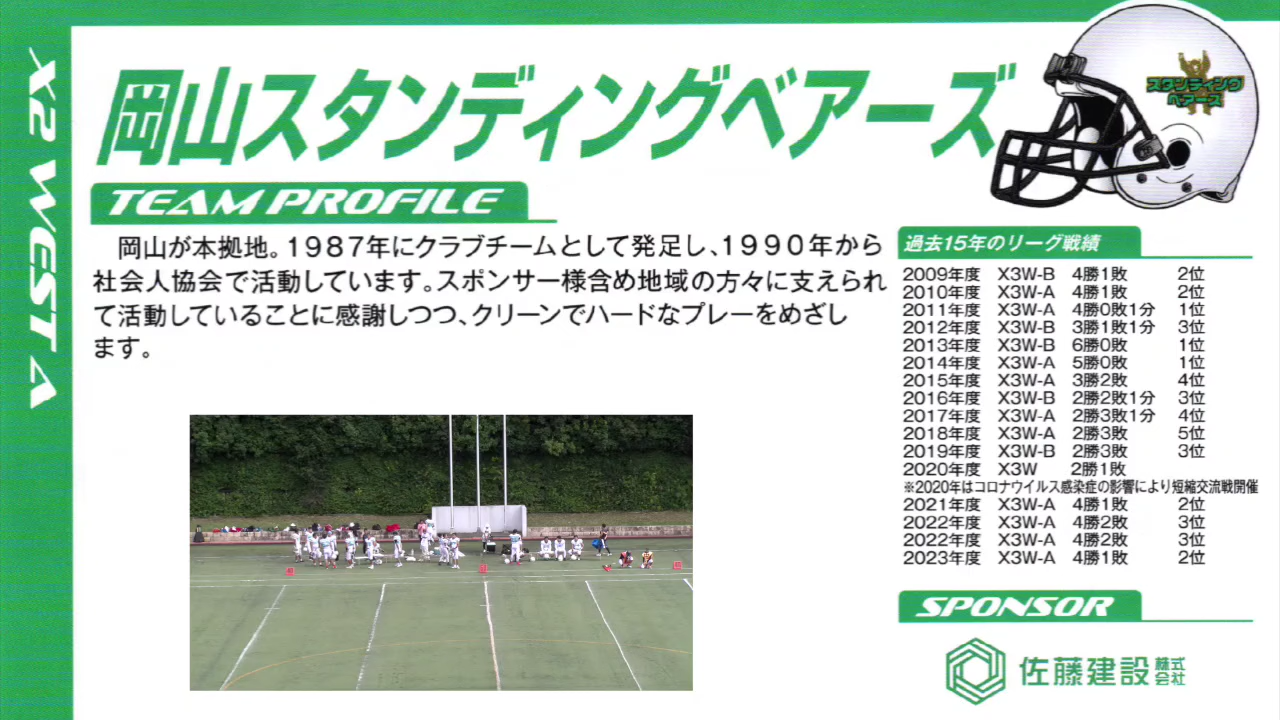 X2 WEST A
岡山スタンディングベアーズ
スタンディング
ベアーズ
TEAM PROFILE
岡山が本拠地。1987年にクラブチームとして発足し、1990年から
社会人協会で活動しています。スポンサー様含め地域の方々に支えられ
て活動していることに感謝しつつ、クリーンでハードなプレーをめざし
ます。
過去15年のリーグ戦績
2009年度 X3W-B 4勝1敗 2位
2010年度 X3W-A 4勝1敗 2位
2011年度 X3W-A 4勝0敗1分 1位
2012年度 X3W-B 3勝1敗1分 3位
2013年度 X3W-B 6勝0敗 1位
2014年度 X3W-A 5勝0敗 1位
2015年度 X3W-A 3勝2敗 4位
2016年度 X3W-B 2勝2敗1分 3位
2017年度 X3W-A 2勝3敗1分 4位
2018年度 X3W-A 2勝3敗 5位
2019年度 X3W-B 2勝3敗 3位
2020年度 X3W 2勝1敗
※2020年はコロナウイルス感染症の影響により短縮交流戦開催
2021年度 X3W-A 4勝1敗 2位
2022年度 X3W-A 4勝2敗 3位
2022年度 X3W-A 4勝2敗 3位
2023年度 X3W-A 4勝1敗 2位
SPONSOR
佐藤建設株式会社